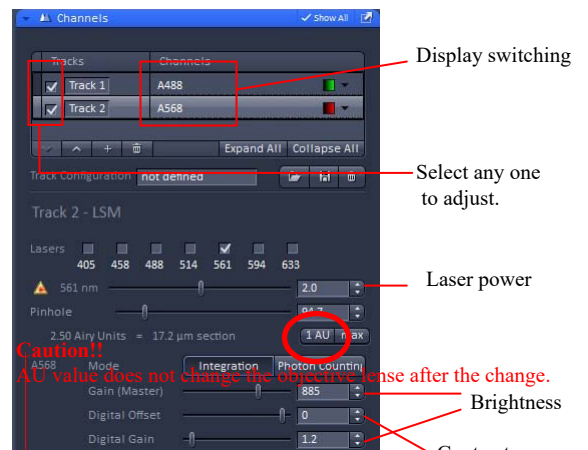 Channels Show All
Tracks Channels
Display switching
Track 1 A488
Track 2 A568
Expand All Collapse All
Select any one
to adjust.
Track Configuration not defined
Track 2 - LSM
Lasers
405 458 488 514 561 594 633
561 nm 2.0
Laser power
Pinhole 94.7
2.50 Airy Units = 17.2 µm section 1 AU max
Caution!!
A568 Mode Integration Photon Counting
AU value does not change the objective lense after the change.
Gain (Master) 885
Brightness
Digital Offset 0
Digital Gain 1.2